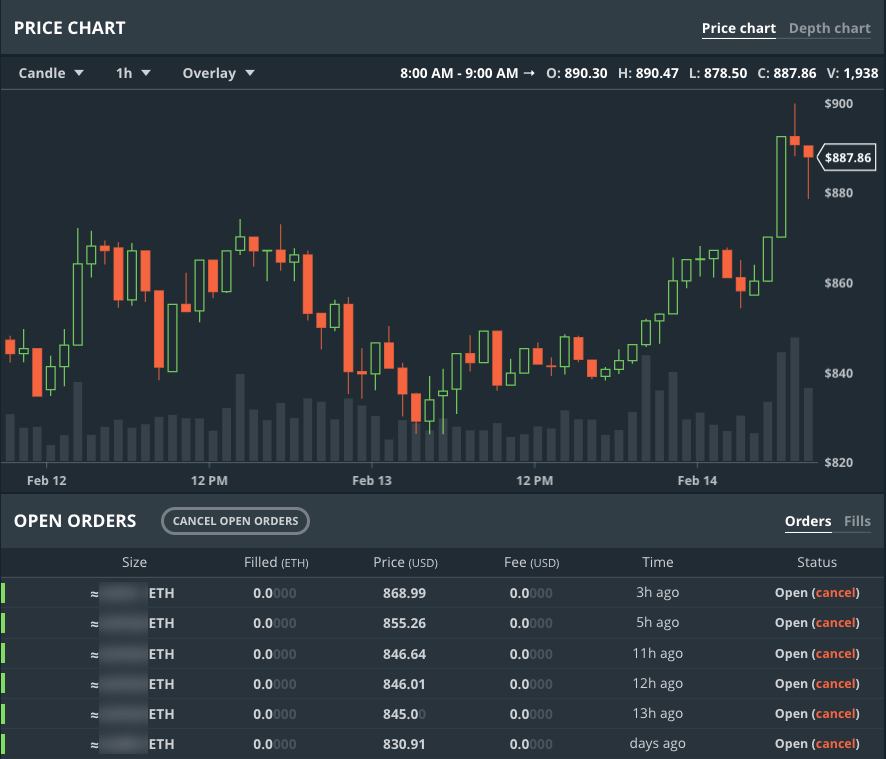 PRICE CHART Price chart Depth chart
Candle 1h Overlay 8:00 AM - 9:00 AM → O: 890.30 H: 890.47 L: 878.50 C: 887.86 V: 1,938
$900
$887.86
$880
$860
$840
$820
Feb 12 12 PM Feb 13 12 PM Feb 14
OPEN ORDERS CANCEL OPEN ORDERS Orders Fills
Size Filled (ETH) Price (USD) Fee (USD) Time Status
≈ ETH 0.0000 868.99 0.0000 3h ago Open (cancel)
≈ ETH 0.0000 855.26 0.0000 5h ago Open (cancel)
≈ ETH 0.0000 846.64 0.0000 11h ago Open (cancel)
≈ ETH 0.0000 846.01 0.0000 12h ago Open (cancel)
≈ ETH 0.0000 845.00 0.0000 13h ago Open (cancel)
≈ ETH 0.0000 830.91 0.0000 days ago Open (cancel)